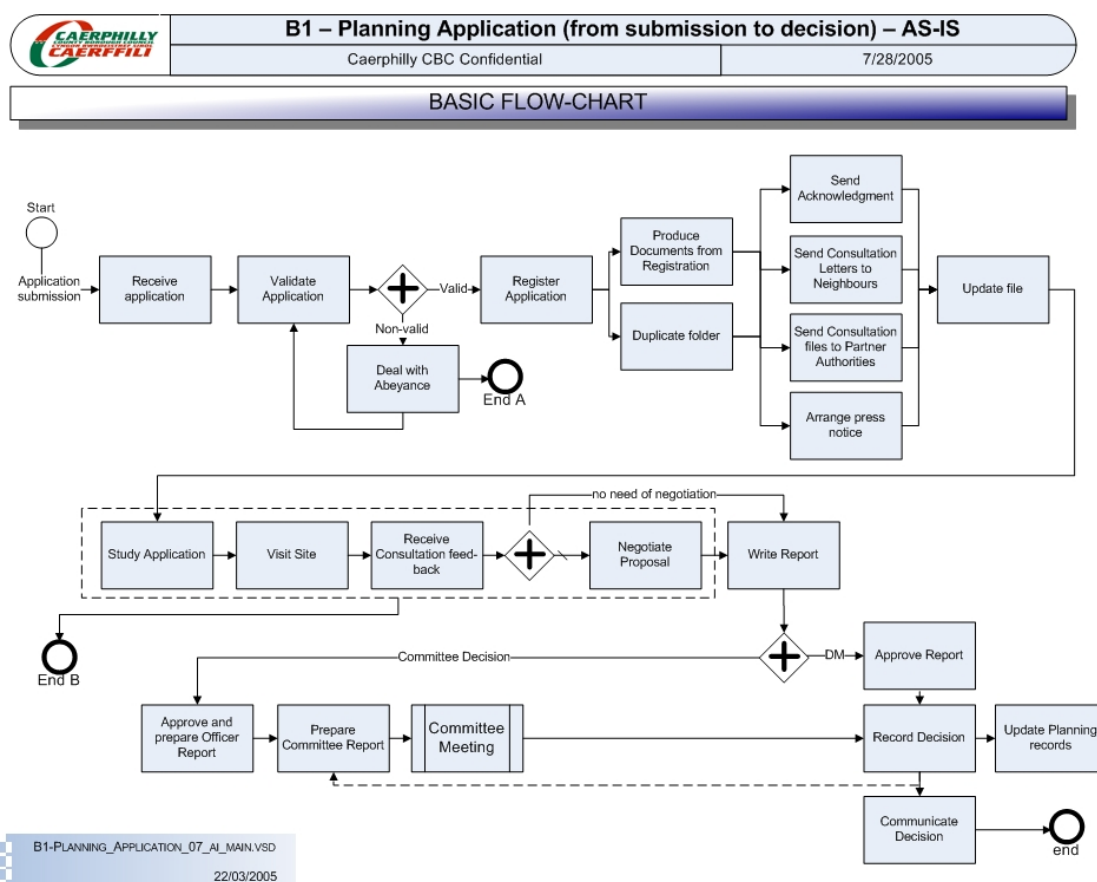 CAERPHILLY
COUNTY BOROUGH COUNCIL
CAERFFILI
B1 – Planning Application (from submission to decision) – AS-IS
Caerphilly CBC Confidential
7/28/2005
BASIC FLOW-CHART
Start
Application
submission
Receive
application
Validate
Application
Valid
Non-valid
Deal with
Abeyance
End A
Register
Application
Produce
Documents from
Registration
Duplicate folder
Send
Acknowledgment
Send Consultation
Letters to
Neighbours
Send Consultation
files to Partner
Authorities
Arrange press
notice
Update file
no need of negotiation
Study Application
Visit Site
Receive
Consultation feed-
back
Negotiate
Proposal
Write Report
End B
Committee Decision
DM
Approve Report
Approve and
prepare Officer
Report
Prepare
Committee Report
Committee
Meeting
Record Decision
Update Planning
records
Communicate
Decision
end
B1-PLANNING_APPLICATION_07_AI_MAIN.VSD
22/03/2005